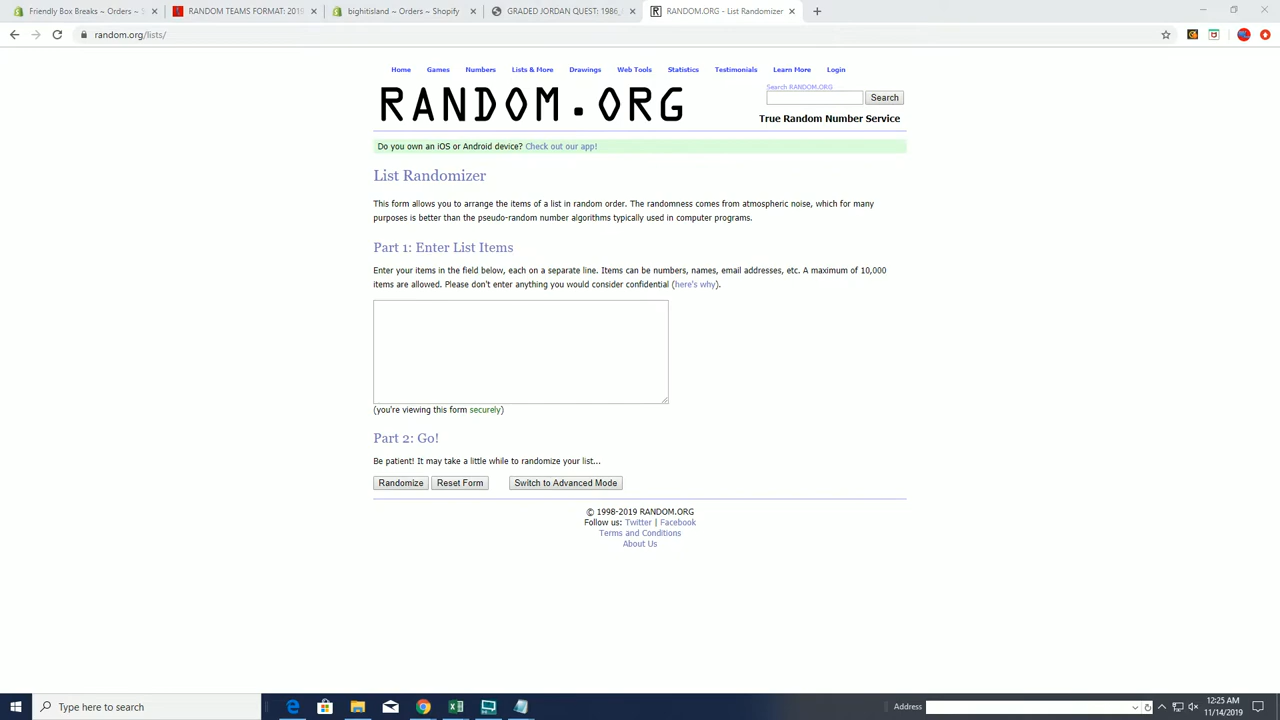 Friendly Box Breaks ~ Orders ~ S
RANDOM TEAMS FORMAT: 2019
bighitisland ~ Orders ~ Shopify
GRADED JORDAN QUEST: 1986
RANDOM.ORG - List Randomizer
random.org/lists/
Home Games Numbers Lists & More Drawings Web Tools Statistics Testimonials Learn More Login
RANDOM.ORG
Search RANDOM.ORG
Search
True Random Number Service
Do you own an iOS or Android device? Check out our app!
List Randomizer
This form allows you to arrange the items of a list in random order. The randomness comes from atmospheric noise, which for many
purposes is better than the pseudo-random number algorithms typically used in computer programs.
Part 1: Enter List Items
Enter your items in the field below, each on a separate line. Items can be numbers, names, email addresses, etc. A maximum of 10,000
items are allowed. Please don't enter anything you would consider confidential (here's why).
(you're viewing this form securely)
Part 2: Go!
Be patient! It may take a little while to randomize your list...
Randomize Reset Form Switch to Advanced Mode
© 1998-2019 RANDOM.ORG
Follow us: Twitter | Facebook
Terms and Conditions
About Us
Type here to search
Address
12:25 AM
11/14/2019